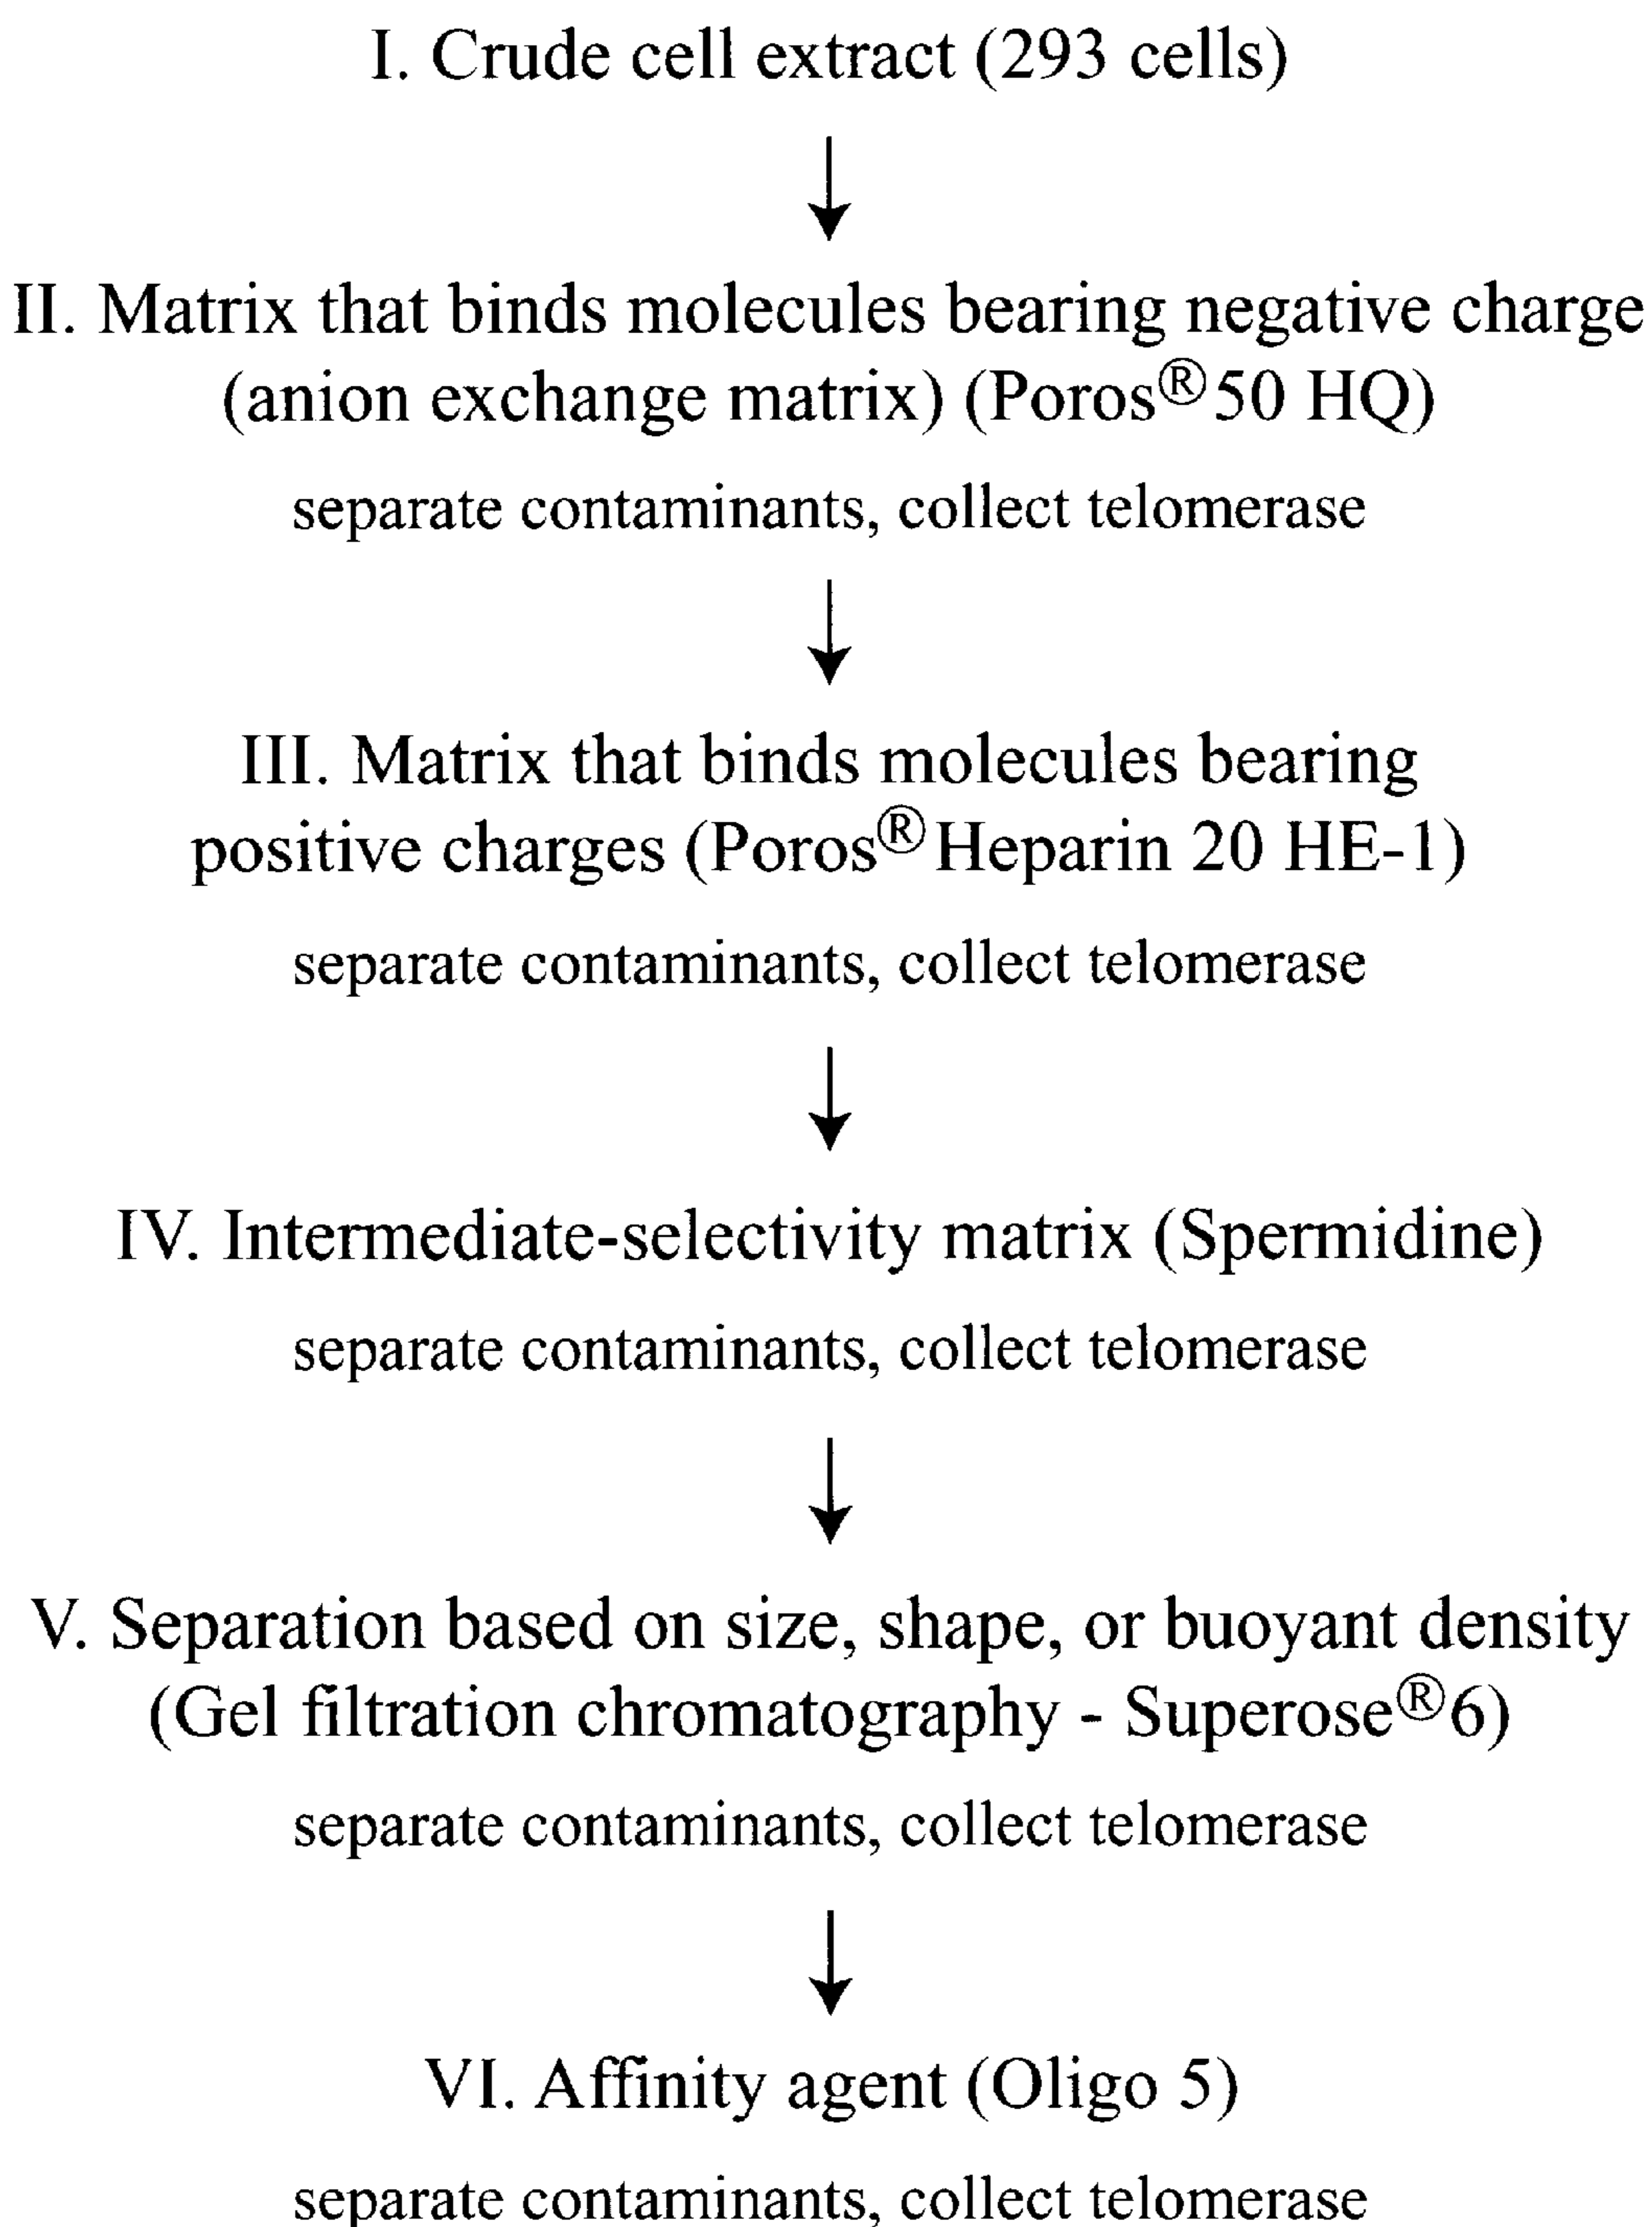 I. Crude cell extract (293 cells)
II. Matrix that binds molecules bearing negative charge
(anion exchange matrix) (Poros®50 HQ)
separate contaminants, collect telomerase
III. Matrix that binds molecules bearing
positive charges (Poros®Heparin 20 HE-1)
separate contaminants, collect telomerase
IV. Intermediate-selectivity matrix (Spermidine)
separate contaminants, collect telomerase
V. Separation based on size, shape, or buoyant density
(Gel filtration chromatography - Superose®6)
separate contaminants, collect telomerase
VI. Affinity agent (Oligo 5)
separate contaminants, collect telomerase